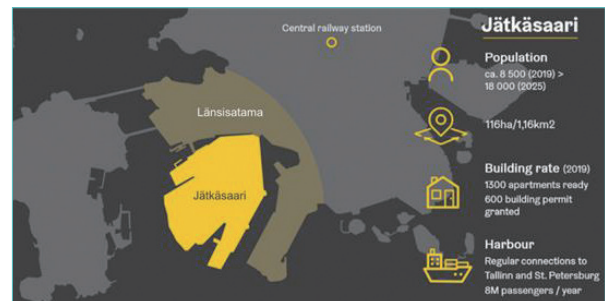 Central railway station
Länsisatama
Jätkäsaari
Jätkäsaari
Population
ca. 8 500 (2019) >
18 000 (2025)
116ha/1,16km2
Building rate (2019)
1300 apartments ready
600 building permit
granted
Harbour
Regular connections to
Tallinn and St. Petersburg
8M passengers / year